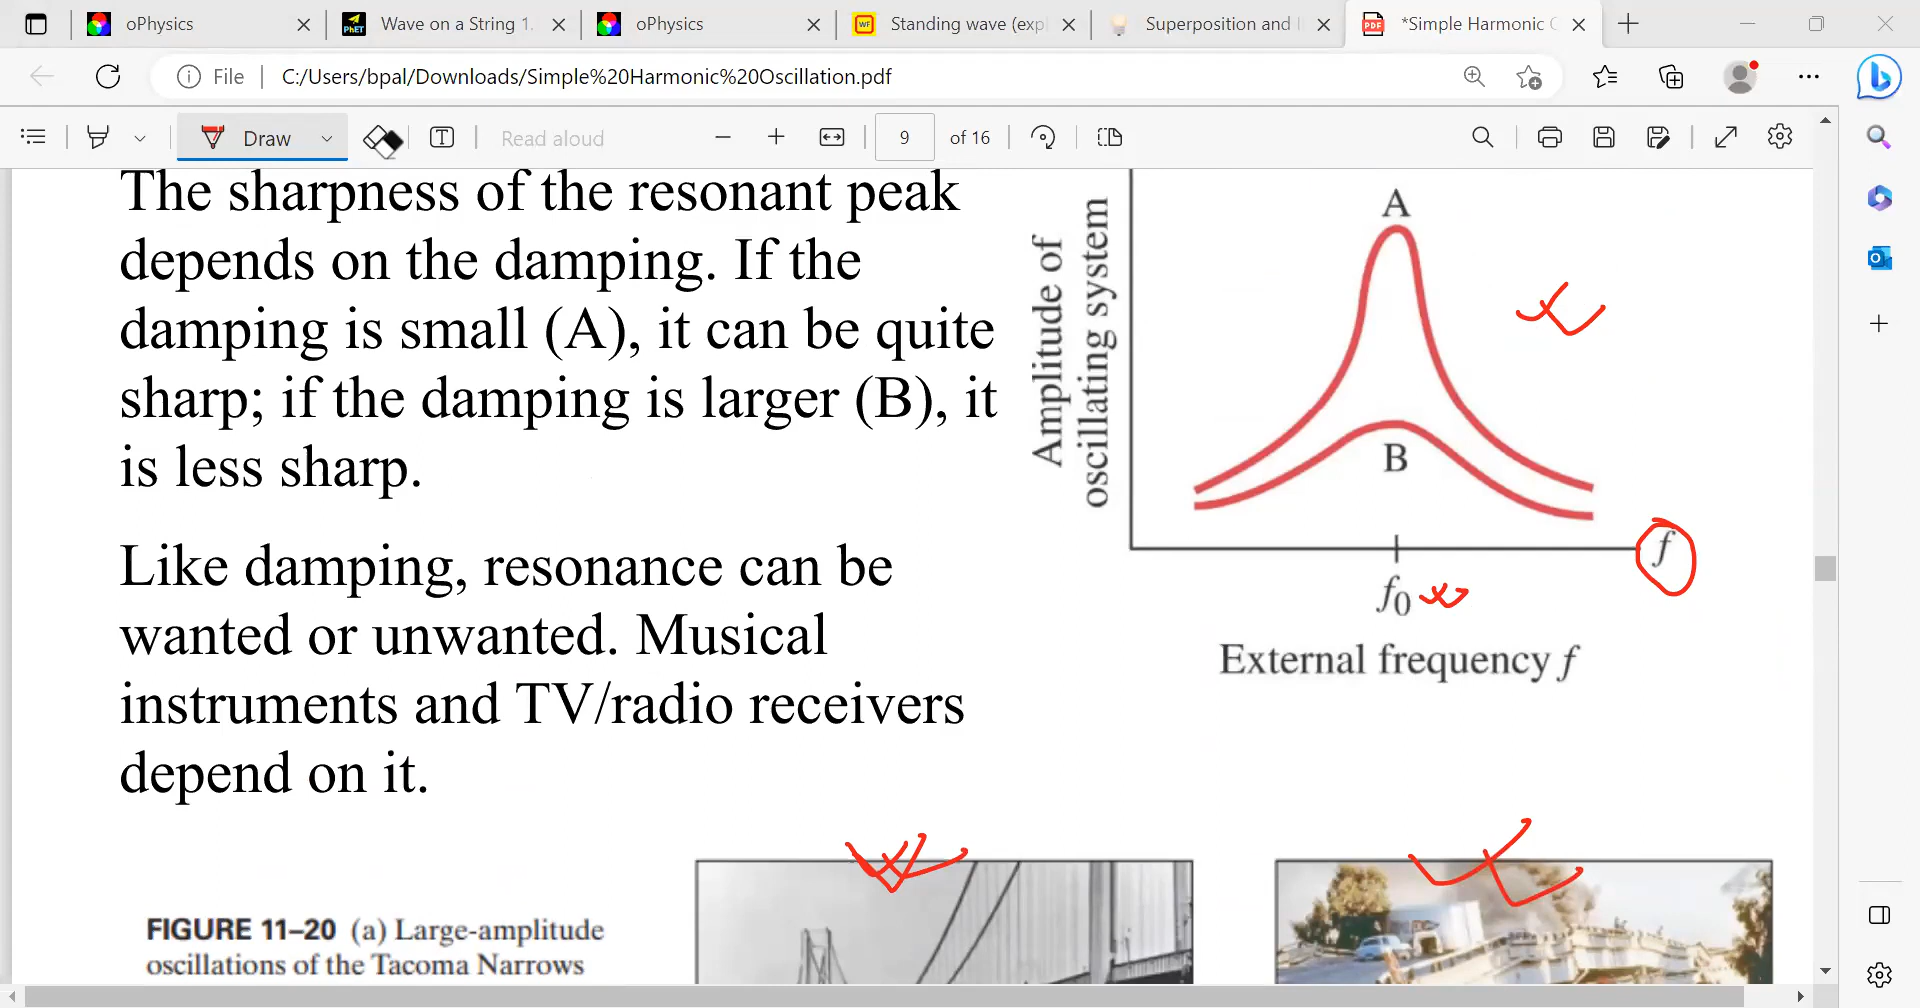 oPhysics
Wave on a String 1.
oPhysics
Standing wave (exp
Superposition and I
*Simple Harmonic O
File
C:/Users/bpal/Downloads/Simple%20Harmonic%20Oscillation.pdf
Draw
Read aloud
9
of 16
The sharpness of the resonant peak
depends on the damping. If the
damping is small (A), it can be quite
sharp; if the damping is larger (B), it
is less sharp.
Like damping, resonance can be
wanted or unwanted. Musical
instruments and TV/radio receivers
depend on it.
Amplitude of
oscillating system
A
B
f
f0
External frequency f
FIGURE 11–20 (a) Large-amplitude
oscillations of the Tacoma Narrows